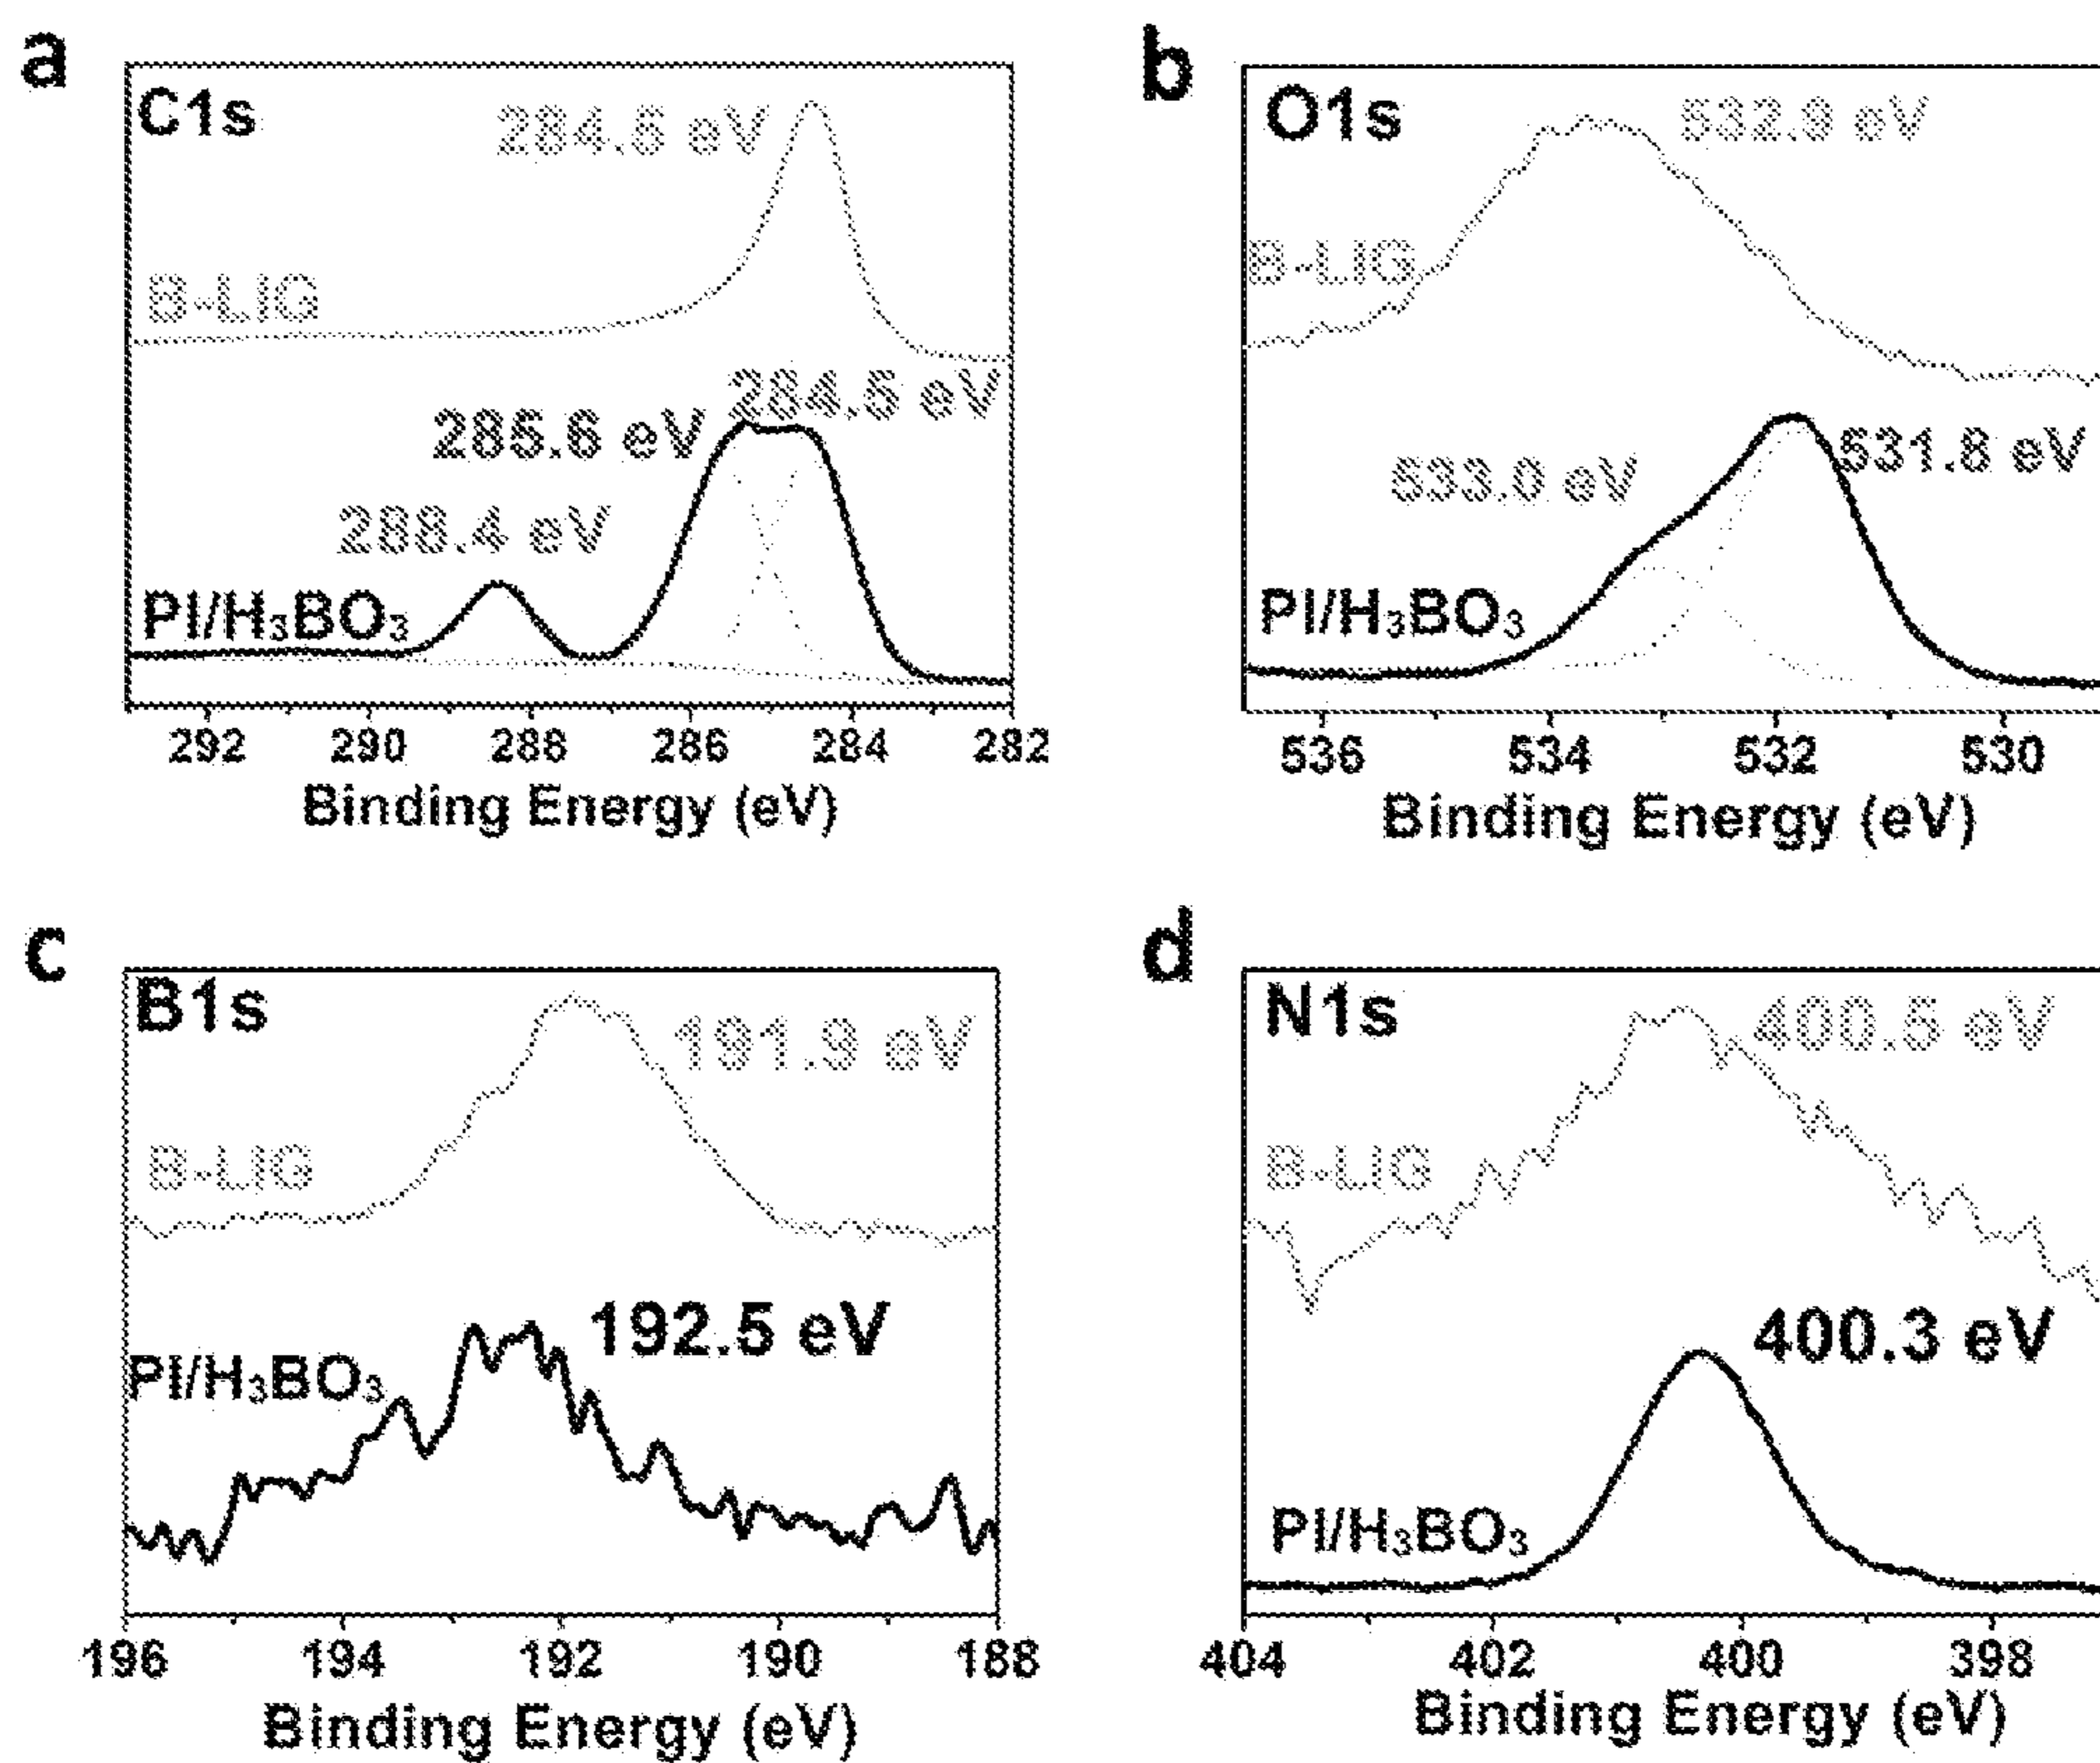 a
C1s
284.5 eV
B-LIG
284.5 eV
285.6 eV
288.4 eV
PI/H₃BO₃
292 290 288 286 284 282
Binding Energy (eV)
b
O1s
532.9 eV
B-LIG
531.8 eV
533.0 eV
PI/H₃BO₃
536 534 532 530
Binding Energy (eV)
c
B1s
191.9 eV
B-LIG
192.5 eV
PI/H₃BO₃
196 194 192 190 188
Binding Energy (eV)
d
N1s
400.5 eV
B-LIG
400.3 eV
PI/H₃BO₃
404 402 400 398
Binding Energy (eV)